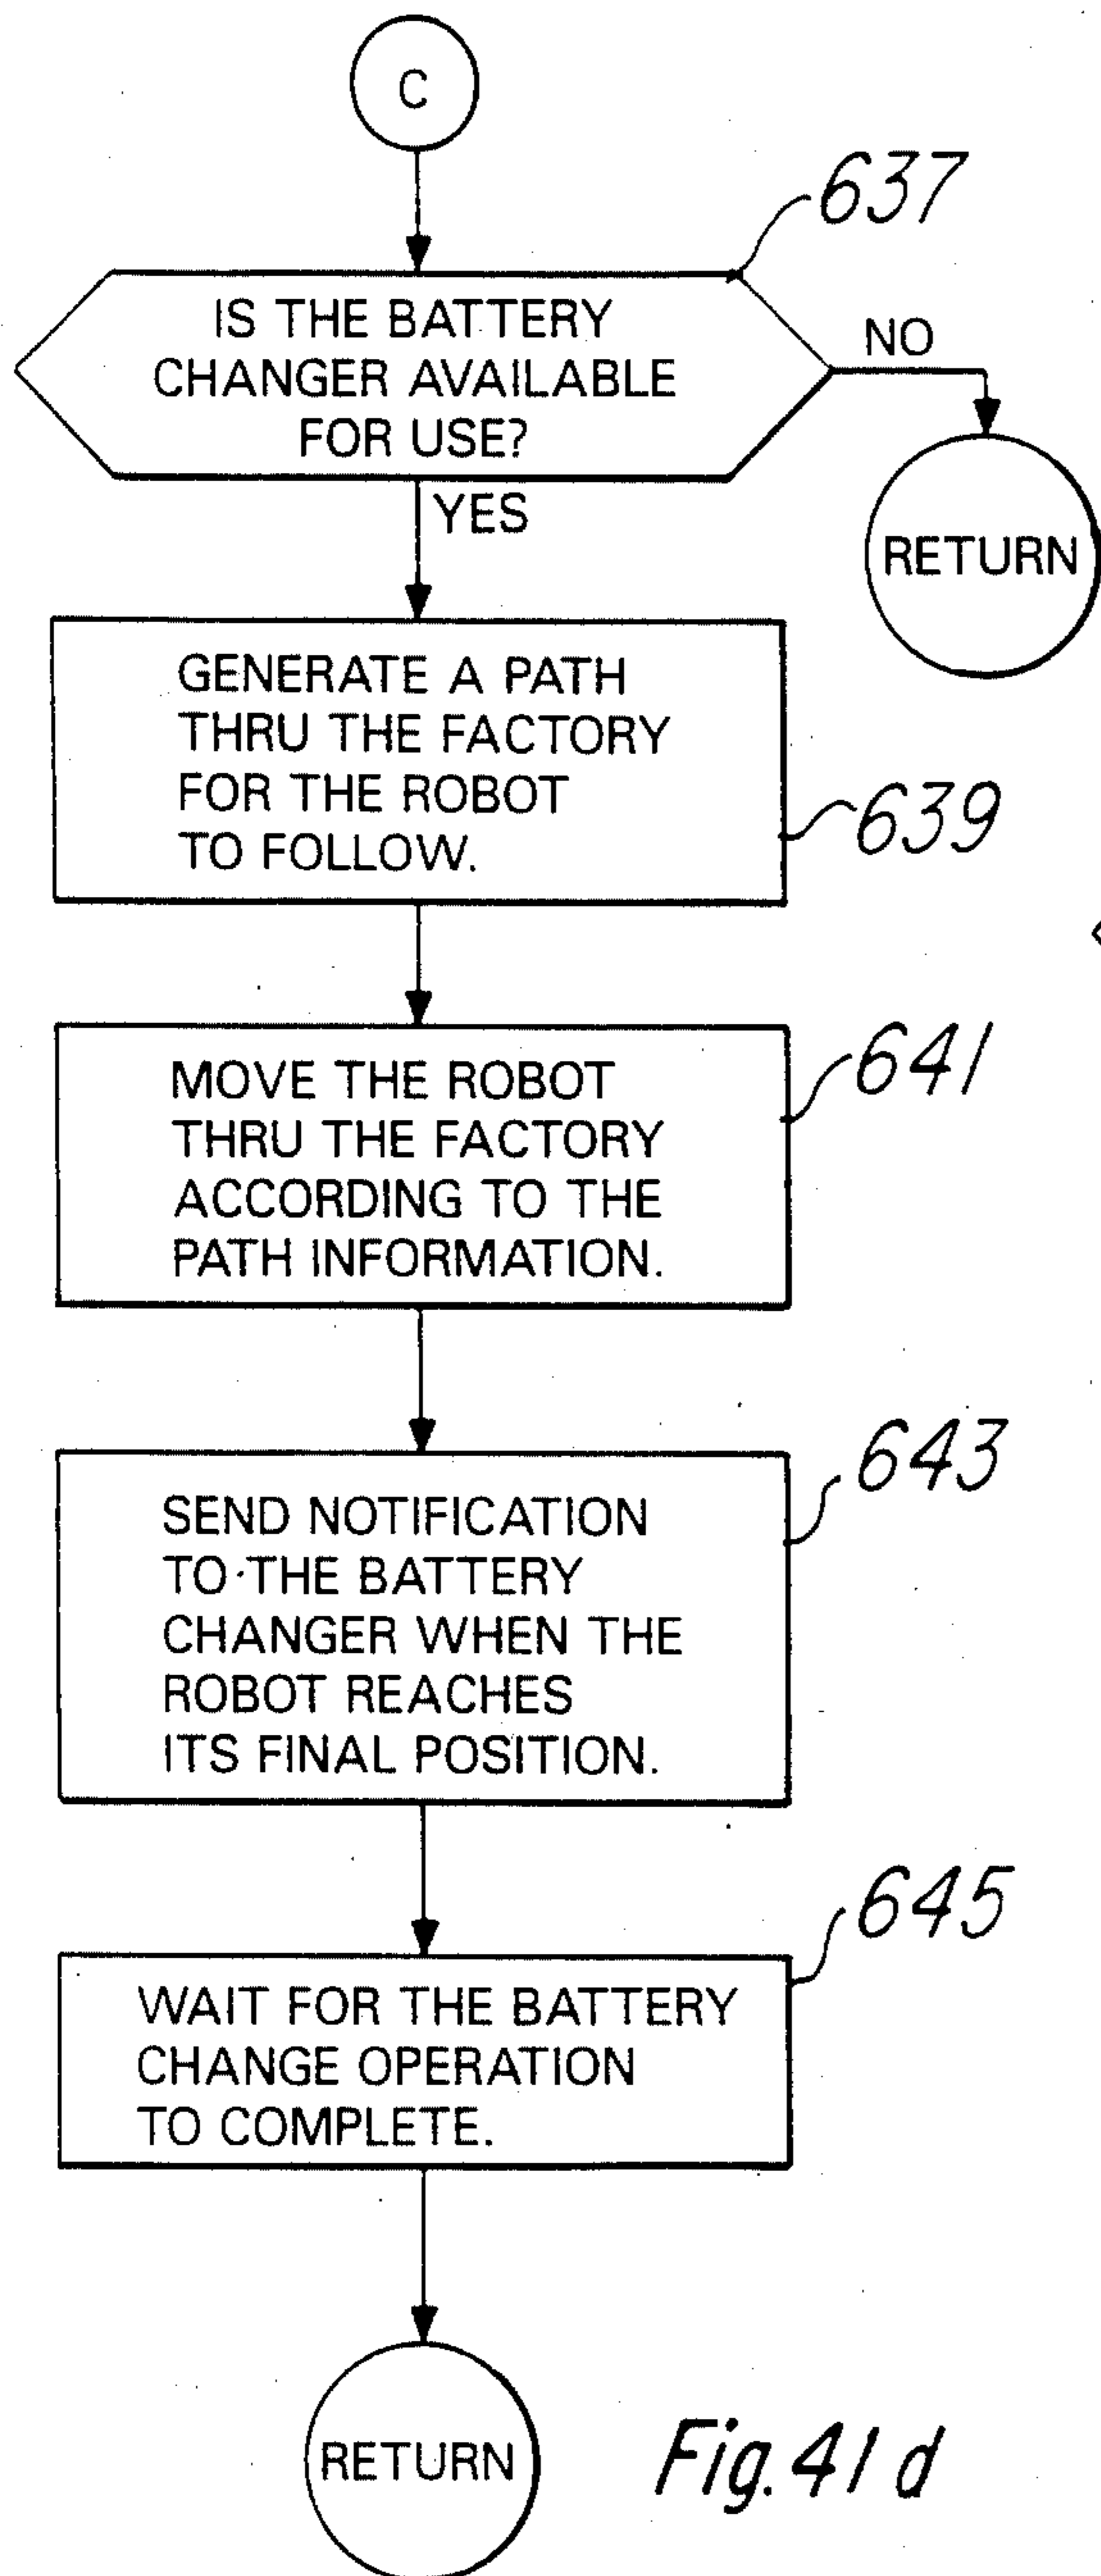 C
637
IS THE BATTERY
CHANGER AVAILABLE
FOR USE?
NO
RETURN
YES
GENERATE A PATH
THRU THE FACTORY
FOR THE ROBOT
TO FOLLOW.
639
MOVE THE ROBOT
THRU THE FACTORY
ACCORDING TO THE
PATH INFORMATION.
641
SEND NOTIFICATION
TO THE BATTERY
CHANGER WHEN THE
ROBOT REACHES
ITS FINAL POSITION.
643
WAIT FOR THE BATTERY
CHANGE OPERATION
TO COMPLETE.
645
RETURN
Fig. 41d